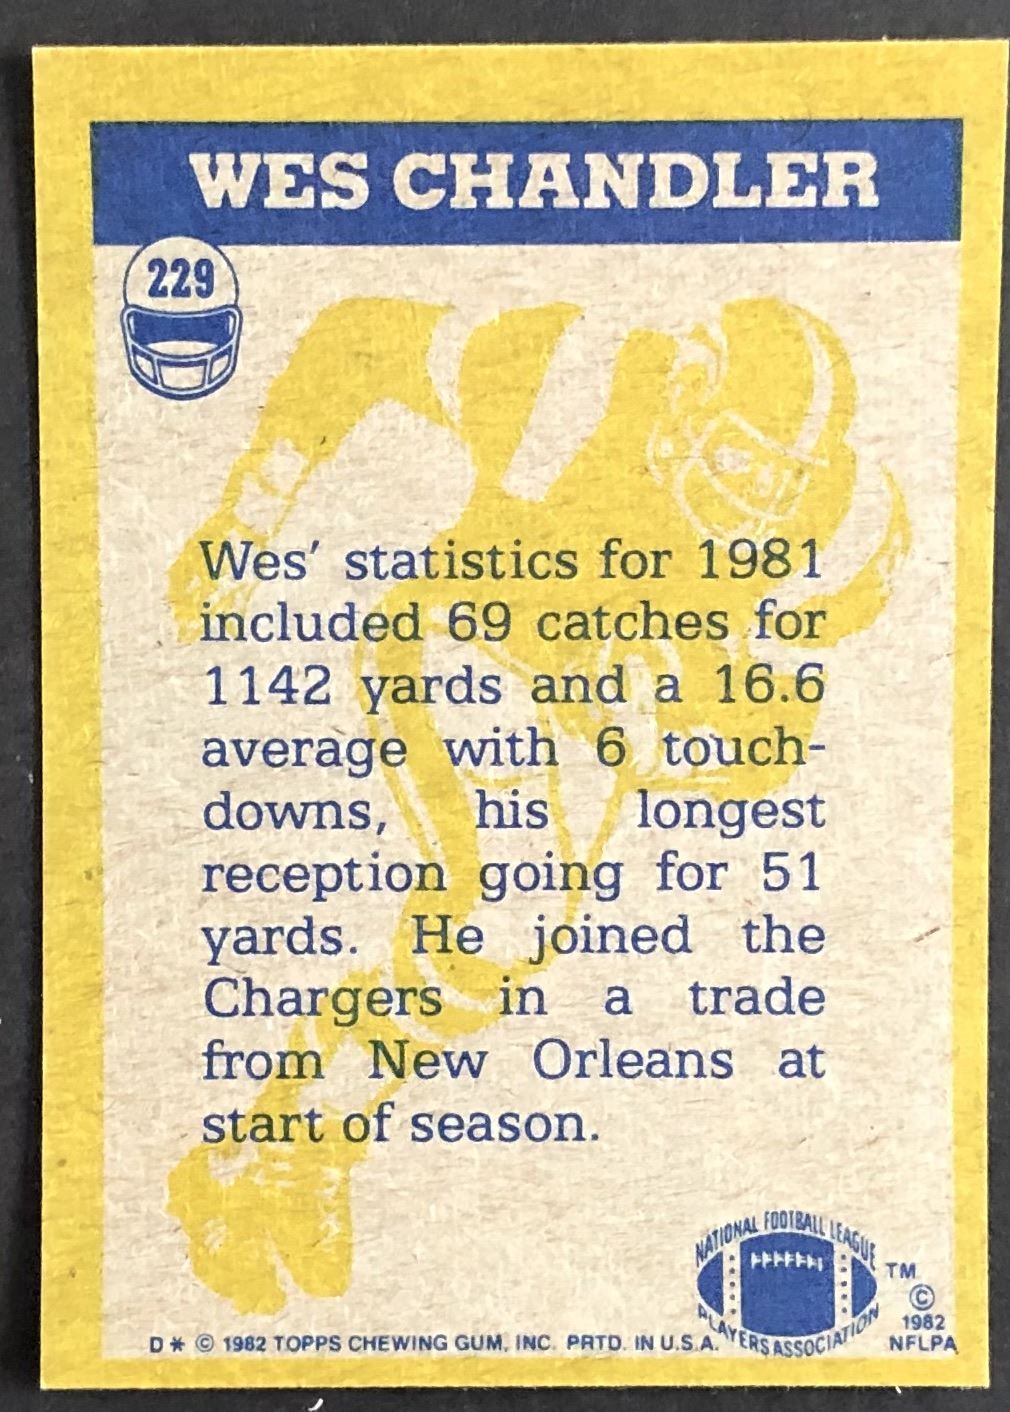 WES CHANDLER
229
Wes' statistics for 1981
included 69 catches for
1142 yards and a 16.6
average with 6 touch-
downs, his longest
reception going for 51
yards. He joined the
Chargers in a trade
from New Orleans at
start of season.
NATIONAL FOOTBALL LEAGUE
PLAYERS ASSOCIATION
TM
©
1982
NFLPA
D * © 1982 TOPPS CHEWING GUM, INC. PRTD. IN U.S.A.